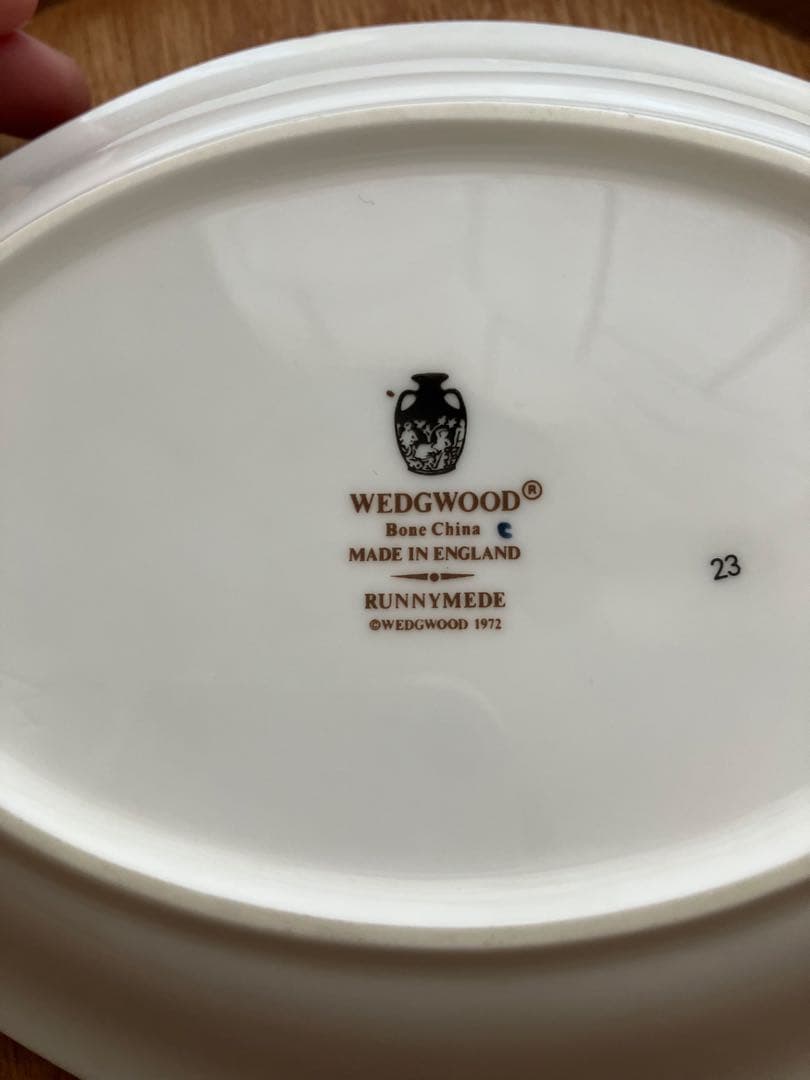 WEDGWOOD®
Bone China
MADE IN ENGLAND
RUNNYMEDE
©WEDGWOOD 1972
23